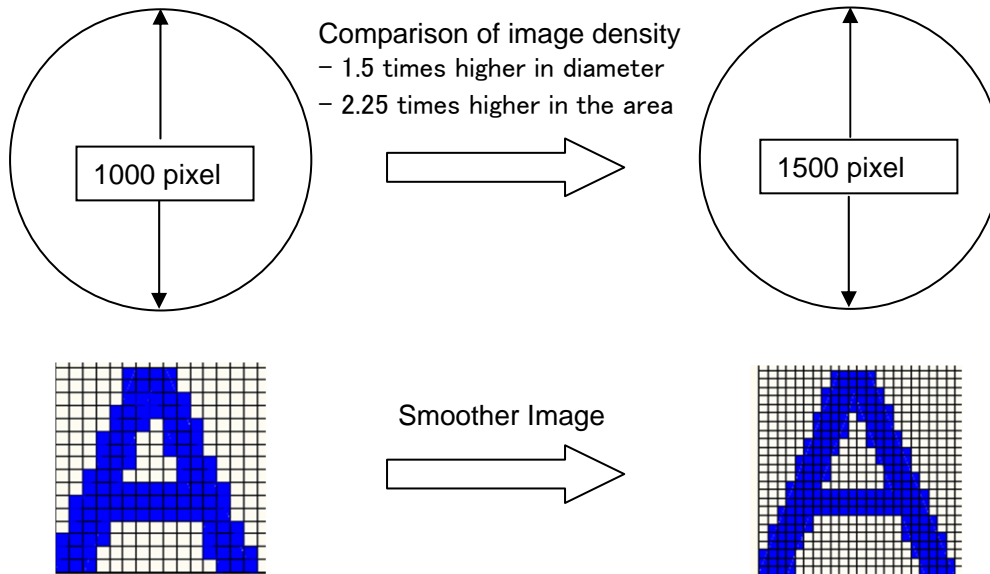 Comparison of image density
- 1.5 times higher in diameter
- 2.25 times higher in the area
1000 pixel
1500 pixel
Smoother Image
A
A